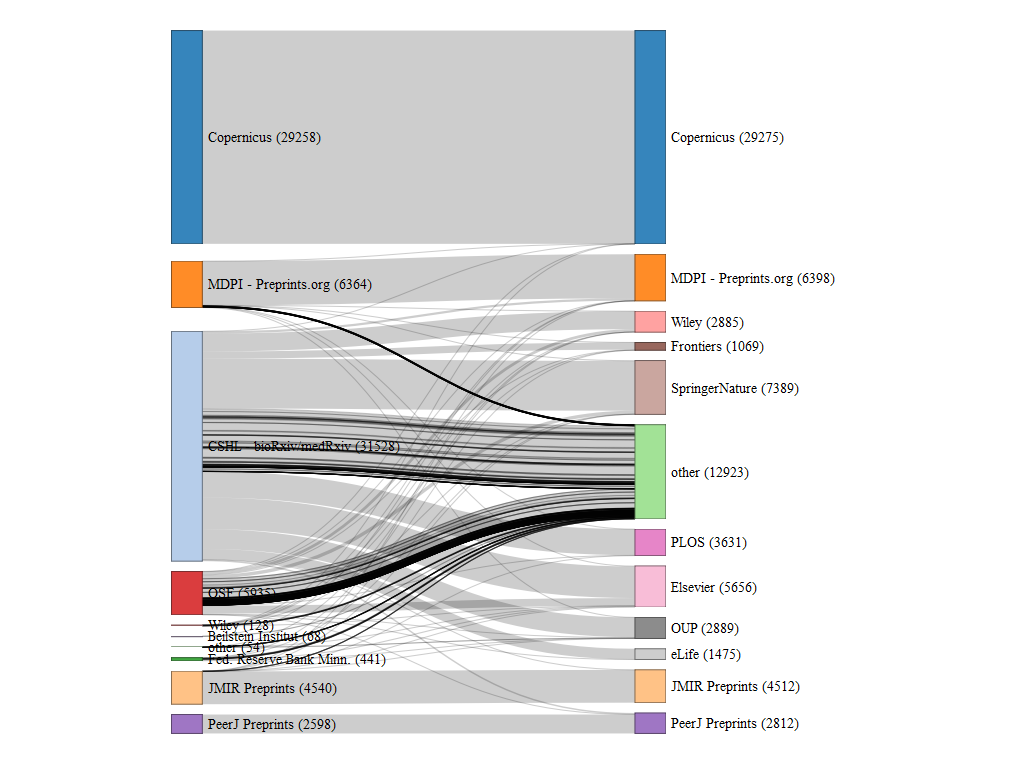 Copernicus (29258)
MDPI - Preprints.org (6364)
CSHL - bioRxiv/medRxiv (31528)
OSF (5935)
Wiley (128)
Beilstein Institut (68)
other (54)
Fed. Reserve Bank Minn. (441)
JMIR Preprints (4540)
PeerJ Preprints (2598)
Copernicus (29275)
MDPI - Preprints.org (6398)
Wiley (2885)
Frontiers (1069)
SpringerNature (7389)
other (12923)
PLOS (3631)
Elsevier (5656)
OUP (2889)
eLife (1475)
JMIR Preprints (4512)
PeerJ Preprints (2812)